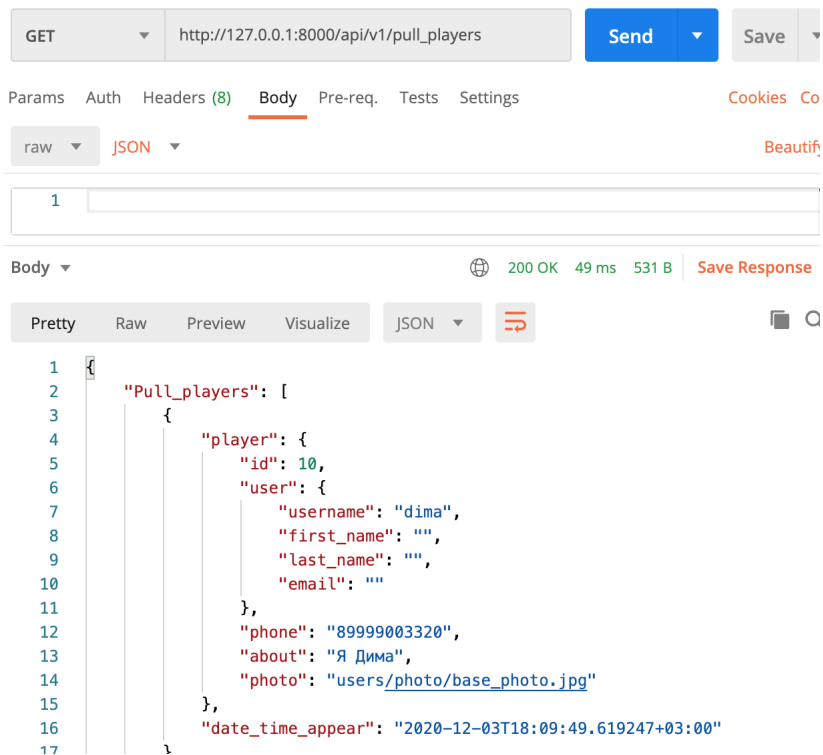 GET http://127.0.0.1:8000/api/v1/pull_players Send Save
Params Auth Headers (8) Body Pre-req. Tests Settings Cookies Co
raw JSON Beautify
1
Body 200 OK 49 ms 531 B Save Response
Pretty Raw Preview Visualize JSON
1 {
2 "Pull_players": [
3 {
4 "player": {
5 "id": 10,
6 "user": {
7 "username": "dima",
8 "first_name": "",
9 "last_name": "",
10 "email": ""
11 },
12 "phone": "89999003320",
13 "about": "Я Дима",
14 "photo": "users/photo/base_photo.jpg"
15 },
16 "date_time_appear": "2020-12-03T18:09:49.619247+03:00"
17 }